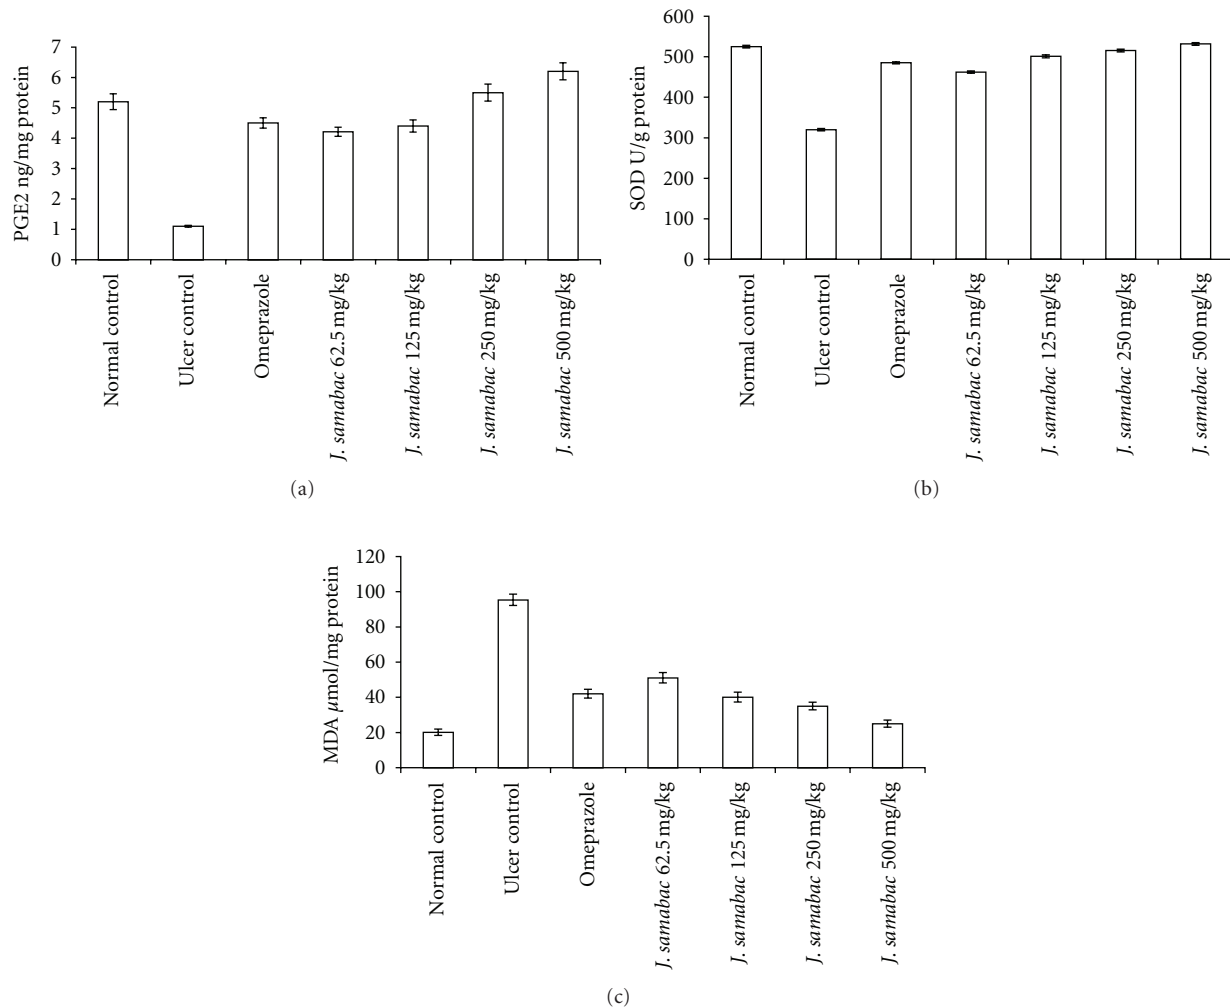 PGE2 ng/mg protein
7
6
5
4
3
2
1
0
Normal control
Ulcer control
Omeprazole
J. samabac 62.5 mg/kg
J. samabac 125 mg/kg
J. samabac 250 mg/kg
J. samabac 500 mg/kg
(a)
SOD U/g protein
600
500
400
300
200
100
0
Normal control
Ulcer control
Omeprazole
J. samabac 62.5 mg/kg
J. samabac 125 mg/kg
J. samabac 250 mg/kg
J. samabac 500 mg/kg
(b)
MDA µmol/mg protein
120
100
80
60
40
20
0
Normal control
Ulcer control
Omeprazole
J. samabac 62.5 mg/kg
J. samabac 125 mg/kg
J. samabac 250 mg/kg
J. samabac 500 mg/kg
(c)